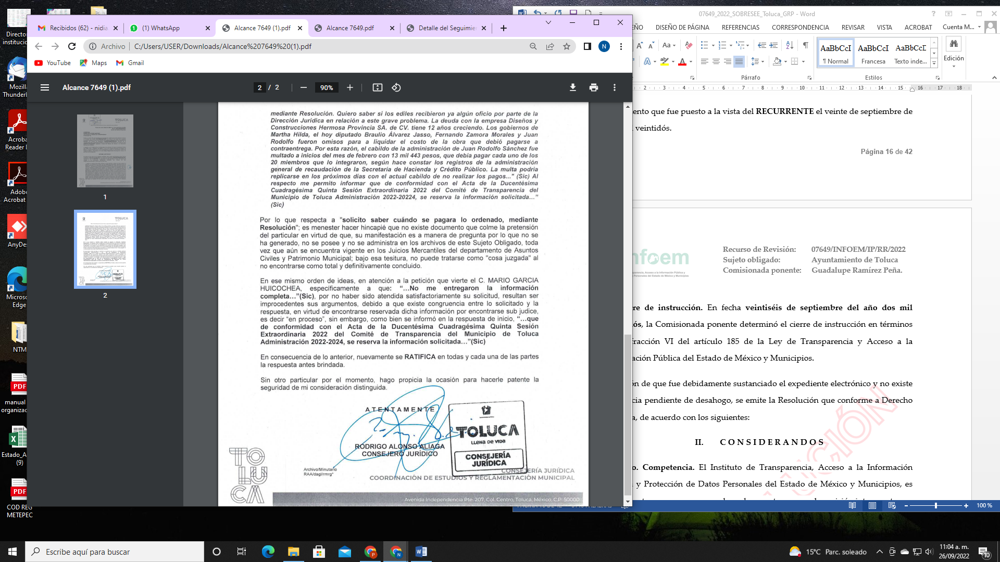 Recibidos (62) - nidia
(1) WhatsApp
Alcance 7649 (1).pdf
Alcance 7649.pdf
Detalle del Seguimie
Archivo
C:/Users/USER/Downloads/Alcance%207649%20(1).pdf
N
YouTube
Maps
Gmail
Alcance 7649 (1).pdf
2 / 2
90%
1
2
mediante Resolución. Quiero saber si los ediles recibieron ya algún oficio por parte de la
Dirección Jurídica en relación a este grave problema. La deuda con la empresa Diseños y
Construcciones Hermosa Provincia SA. de CV. tiene 12 años creciendo. Los gobiernos de
Martha Hilda, el hoy diputado Braulio Álvarez Jasso, Fernando Zamora Morales y Juan
Rodolfo fueron omisos para a liquidar el costo de la obra que debió pagarse a
contraentrega. Por esta razón, el cabildo de la administración de Juan Rodolfo Sánchez fue
multado a inicios del mes de febrero con 13 mil 443 pesos, que debía pagar cada uno de los
20 miembros que lo integraron, según hace constar los registros de la administración
general de recaudación de la Secretaría de Hacienda y Crédito Público. La multa podría
replicarse en los próximos días con el actual cabildo de no realizar los pagos..." (Sic) Al
respecto me permito informar que de conformidad con el Acta de la Ducentésima
Cuadragésima Quinta Sesión Extraordinaria 2022 del Comité de Transparencia del
Municipio de Toluca Administración 2022-20224, se reserva la información solicitada…"
(Sic)
Por lo que respecta a "solicito saber cuándo se pagara lo ordenado, mediante
Resolución"; es menester hacer hincapié que no existe documento que colme la pretensión
del particular en virtud de que, su manifestación es a manera de pregunta por lo que no se
ha generado, no se posee y no se administra en los archivos de este Sujeto Obligado, toda
vez que aún se encuentra vigente en los Juicios Mercantiles del departamento de Asuntos
Civiles y Patrimonio Municipal; bajo esa tesitura, no puede tratarse como "cosa juzgada" al
no encontrarse como total y definitivamente concluido.
En ese mismo orden de ideas, en atención a la petición que vierte el C. MARIO GARCIA
HUICOCHEA, específicamente a que: "…No me entregaron la información
completa…"(Sic), por no haber sido atendida satisfactoriamente su solicitud, resultan ser
improcedentes sus argumentos, debido a que existe congruencia entre lo solicitado y la
respuesta, en virtud de encontrarse reservada dicha información por encontrarse sub judice,
es decir "en proceso", sin embargo, como bien se informó en la respuesta de inicio, "…que
de conformidad con el Acta de la Ducentésima Cuadragésima Quinta Sesión
Extraordinaria 2022 del Comité de Transparencia del Municipio de Toluca
Administración 2022-2024, se reserva la información solicitada…"(Sic)
En consecuencia de lo anterior, nuevamente se RATIFICA en todas y cada una de las partes
la respuesta antes brindada.
Sin otro particular por el momento, hago propicia la ocasión para hacerle patente la
seguridad de mi consideración distinguida.
ATENTAMENTE
RODRIGO ALONSO ALIAGA
CONSEJERO JURÍDICO
TOLUCA
LLENA DE VIDA
CONSEJERÍA
JURÍDICA
Archivo/Minutario
RAA/dagl/rmrg*
CONSEJERÍA JURÍDICA
COORDINACIÓN DE ESTUDIOS Y REGLAMENTACIÓN MUNICIPAL
TO
LU
CA
Avenida Independencia Pte. 207, Col. Centro, Toluca, México, C.P. 50000
07649_2022_SOBRESEE_Toluca_GRP - Word
EÑO
DISEÑO DE PÁGINA
REFERENCIAS
CORRESPONDENCIA
REVISAR
VISTA
ACROBAT
Cuenta M...
AaBbCcI
AaBbCcI
AaBbCcI
¶ Normal
Francesa
Texto inde...
Edición
Párrafo
Estilos
2 3 4 5 6 7 8 9 10 11 12 13 14 15 16 17 18
ento que fue puesto a la vista del RECURRENTE el veinte de septiembre de
veintidós.
Página 16 de 42
nfoem
Recurso de Revisión: 07649/INFOEM/IP/RR/2022
Sujeto obligado: Ayuntamiento de Toluca
Comisionada ponente: Guadalupe Ramírez Peña.
re de instrucción. En fecha veintiséis de septiembre del año dos mil
ós, la Comisionada ponente determinó el cierre de instrucción en términos
fracción VI del artículo 185 de la Ley de Transparencia y Acceso a la
ación Pública del Estado de México y Municipios.
ón de que fue debidamente sustanciado el expediente electrónico y no existe
cia pendiente de desahogo, se emite la Resolución que conforme a Derecho
a, de acuerdo con los siguientes:
II. C O N S I D E R A N D O S
o. Competencia. El Instituto de Transparencia, Acceso a la Información
y Protección de Datos Personales del Estado de México y Municipios, es
UCIÓN
100 %
Director
institucio
Mozilla
Thunderb
Acroba
Reader D
Adobe
Acrobat
AnyDes
Micros
Edge
NTM
PDF
manual
organizac
Estado_A
(9)
PDF
COD REG
METEPEC
Escribe aquí para buscar
15°C Parc. soleado
11:04 a. m.
26/09/2022
10